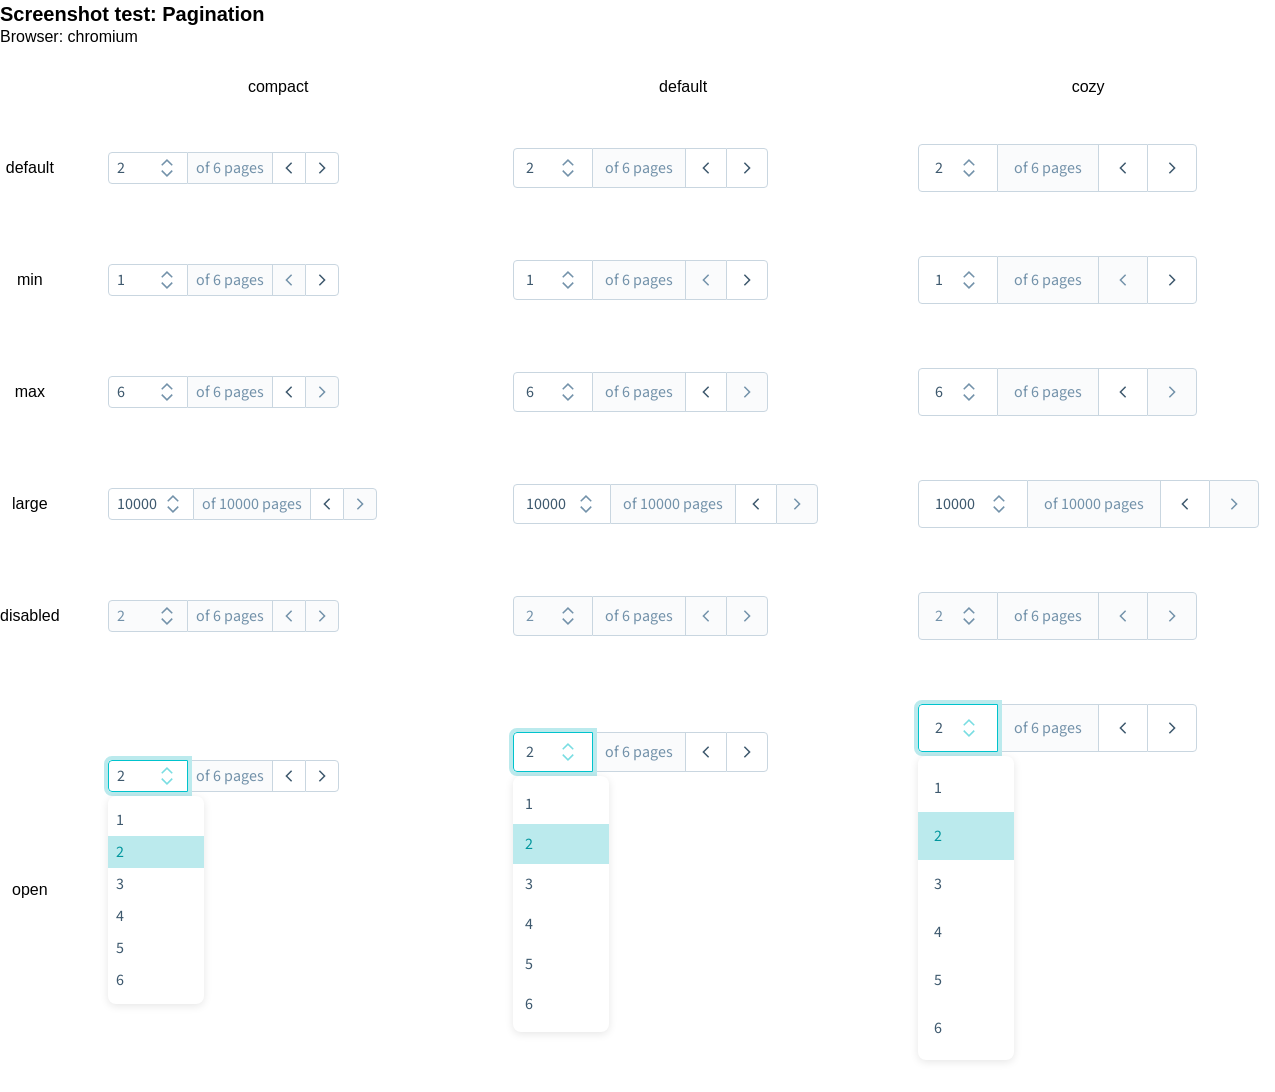 Screenshot test: Pagination
Browser: chromium
compact default cozy
default 2 of 6 pages 2 of 6 pages 2 of 6 pages
min 1 of 6 pages 1 of 6 pages 1 of 6 pages
max 6 of 6 pages 6 of 6 pages 6 of 6 pages
large 10000 of 10000 pages 10000 of 10000 pages 10000 of 10000 pages
disabled 2 of 6 pages 2 of 6 pages 2 of 6 pages
open
2 of 6 pages
1
2
3
4
5
6
2 of 6 pages
1
2
3
4
5
6
2 of 6 pages
1
2
3
4
5
6